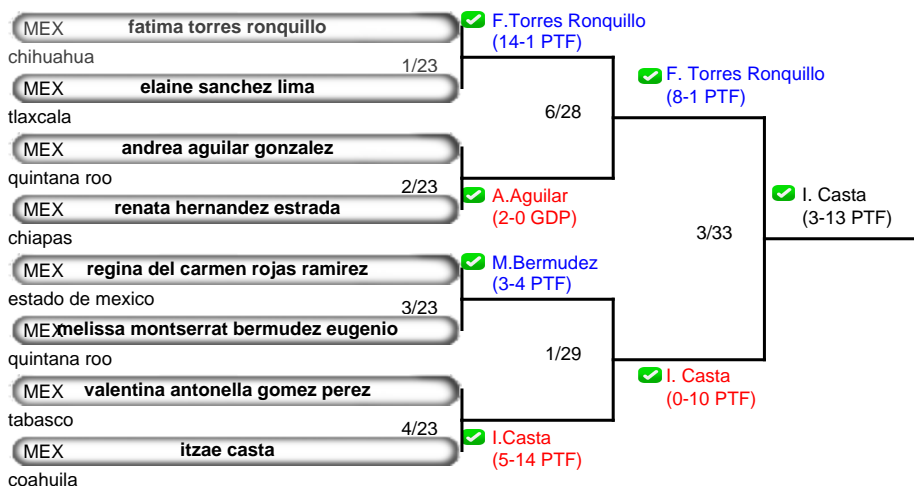 MEX fatima torres ronquillo
chihuahua
1/23
MEX elaine sanchez lima
tlaxcala
F.Torres Ronquillo
(14-1 PTF)
MEX andrea aguilar gonzalez
quintana roo
2/23
MEX renata hernandez estrada
chiapas
A.Aguilar
(2-0 GDP)
6/28
F. Torres Ronquillo
(8-1 PTF)
MEX regina del carmen rojas ramirez
estado de mexico
3/23
MEX melissa montserrat bermudez eugenio
quintana roo
M.Bermudez
(3-4 PTF)
MEX valentina antonella gomez perez
tabasco
4/23
MEX itzae casta
coahuila
I.Casta
(5-14 PTF)
1/29
I. Casta
(0-10 PTF)
3/33
I. Casta
(3-13 PTF)